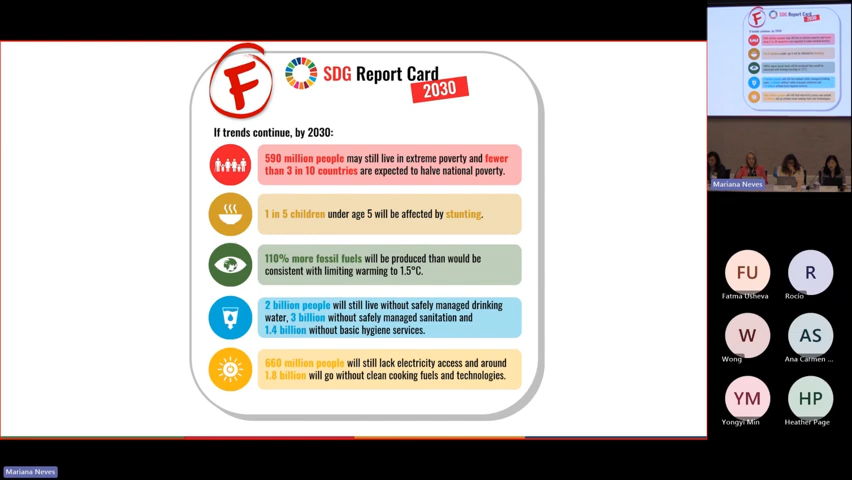 F
SDG Report Card
2030
If trends continue, by 2030:
590 million people may still live in extreme poverty and fewer
than 3 in 10 countries are expected to halve national poverty.
1 in 5 children under age 5 will be affected by stunting.
110% more fossil fuels will be produced than would be
consistent with limiting warming to 1.5°C.
2 billion people will still live without safely managed drinking
water, 3 billion without safely managed sanitation and
1.4 billion without basic hygiene services.
660 million people will still lack electricity access and around
1.8 billion will go without clean cooking fuels and technologies.
Mariana Neves
F
SDG Report Card
2030
Mariana Neves
FU
R
Fatma Usheva
Rocio
W
AS
Wong
Ana Carmen ...
YM
HP
Yongyi Min
Heather Page